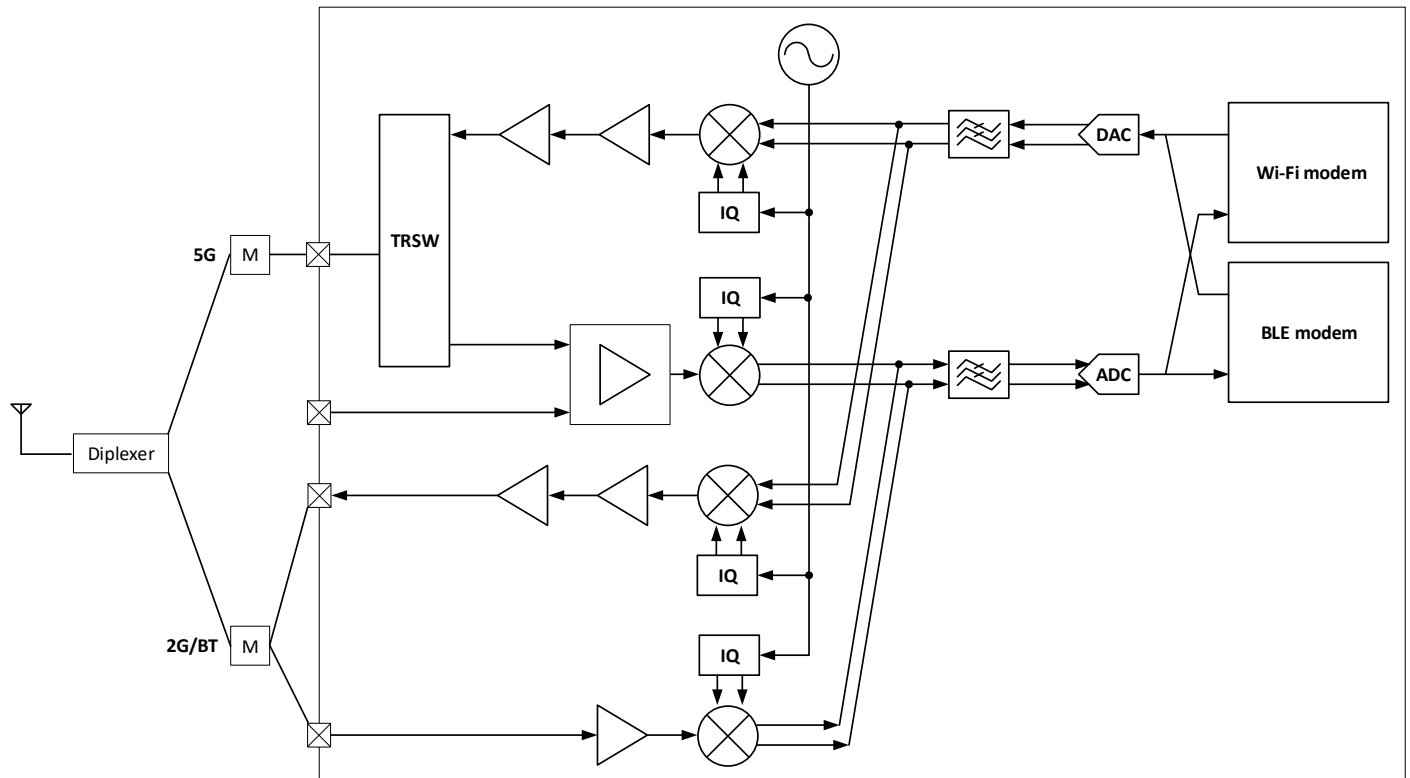 DAC
Wi-Fi modem
IQ
TRSW
5G
M
IQ
BLE modem
ADC
Diplexer
IQ
2G/BT
M
IQ